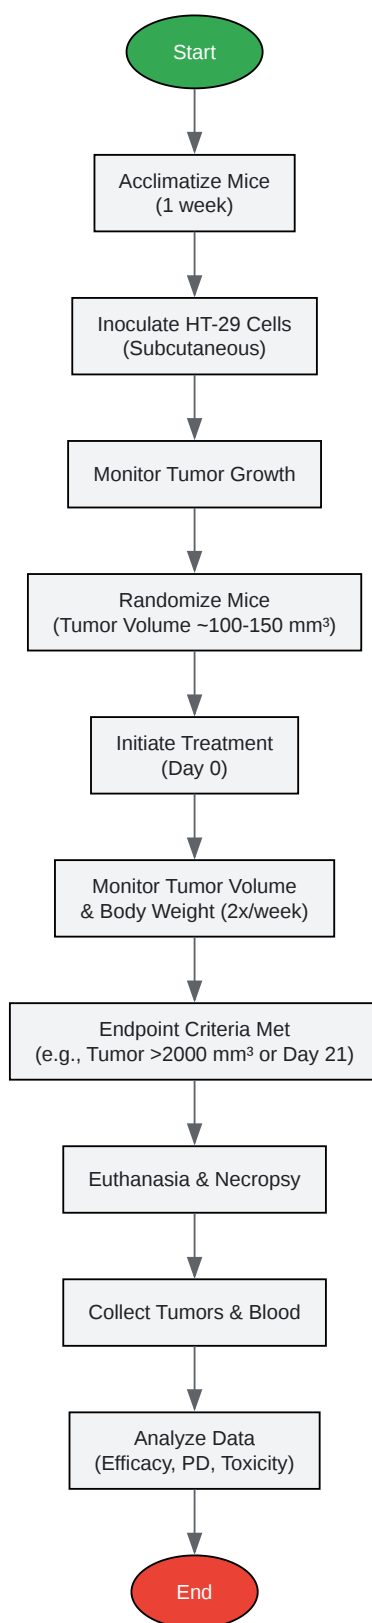 Start
Acclimatize Mice
(1 week)
Inoculate HT-29 Cells
(Subcutaneous)
Monitor Tumor Growth
Randomize Mice
(Tumor Volume ~100-150 mm³)
Initiate Treatment
(Day 0)
Monitor Tumor Volume
& Body Weight (2x/week)
Endpoint Criteria Met
(e.g., Tumor >2000 mm³ or Day 21)
Euthanasia & Necropsy
Collect Tumors & Blood
Analyze Data
(Efficacy, PD, Toxicity)
End